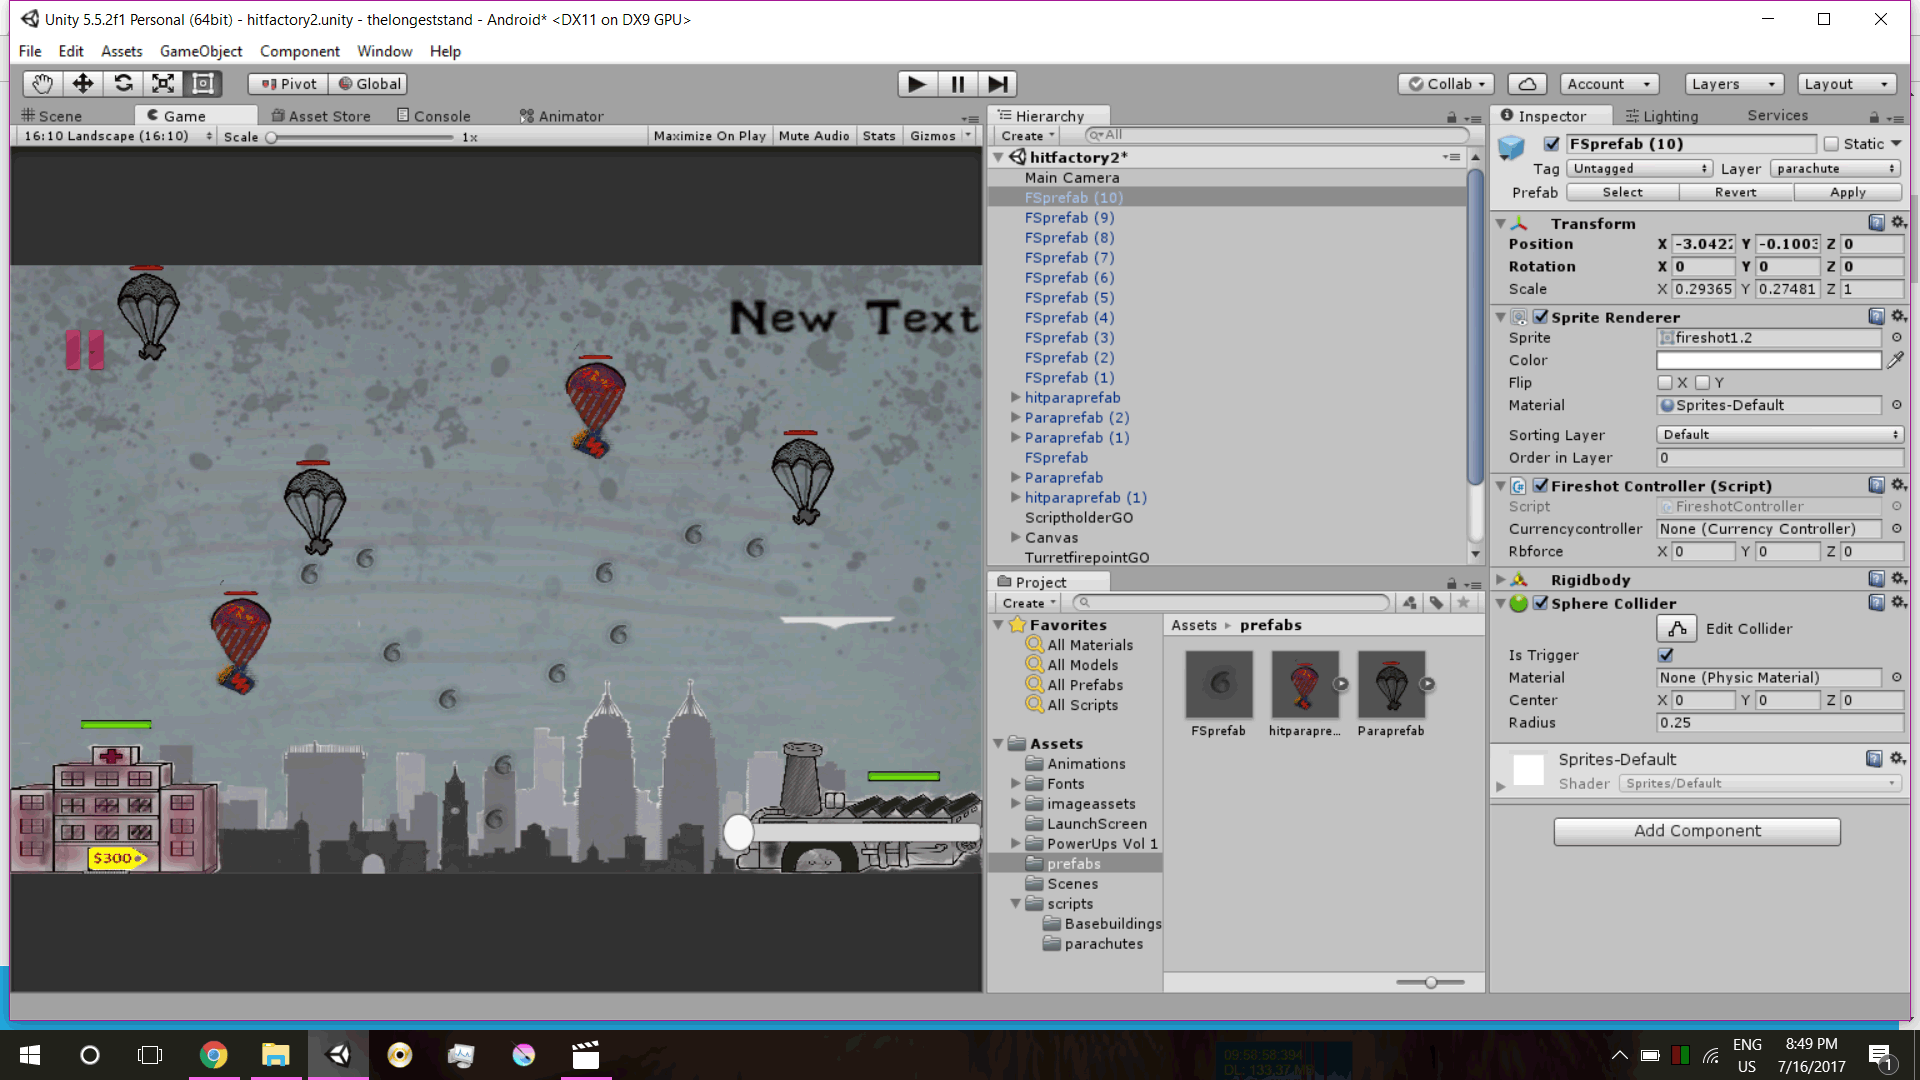 Unity 5.5.2f1 Personal (64bit) - hitfactory2.unity - thelongeststand - Android* <DX11 on DX9 GPU>
File Edit Assets GameObject Component Window Help
Pivot Global Collab Account Layers Layout
Scene Game Asset Store Console Animator
16:10 Landscape (16:10) Scale 1x Maximize On Play Mute Audio Stats Gizmos
New Text
$300
Hierarchy
Create All
hitfactory2*
Main Camera
FSprefab (10)
FSprefab (9)
FSprefab (8)
FSprefab (7)
FSprefab (6)
FSprefab (5)
FSprefab (4)
FSprefab (3)
FSprefab (2)
FSprefab (1)
hitparaprefab
Paraprefab (2)
Paraprefab (1)
FSprefab
Paraprefab
hitparaprefab (1)
ScriptholderGO
Canvas
TurretfirepointGO
Project
Create
Favorites
All Materials
All Models
All Prefabs
All Scripts
Assets
Animations
Fonts
imageassets
LaunchScreen
PowerUps Vol 1
prefabs
Scenes
scripts
Basebuildings
parachutes
Assets prefabs
FSprefab hitparapre... Paraprefab
Inspector Lighting Services
FSprefab (10) Static
Tag Untagged Layer parachute
Prefab Select Revert Apply
Transform
Position X -3.042 Y -0.1003 Z 0
Rotation X 0 Y 0 Z 0
Scale X 0.29365 Y 0.27481 Z 1
Sprite Renderer
Sprite fireshot1.2
Color
Flip X Y
Material Sprites-Default
Sorting Layer Default
Order in Layer 0
Fireshot Controller (Script)
Script FireshotController
Currencycontroller None (Currency Controller)
Rbforce X 0 Y 0 Z 0
Rigidbody
Sphere Collider
Edit Collider
Is Trigger
Material None (Physic Material)
Center X 0 Y 0 Z 0
Radius 0.25
Sprites-Default
Shader Sprites/Default
Add Component
09:58:58:394
ENG
US
8:49 PM
7/16/2017
1